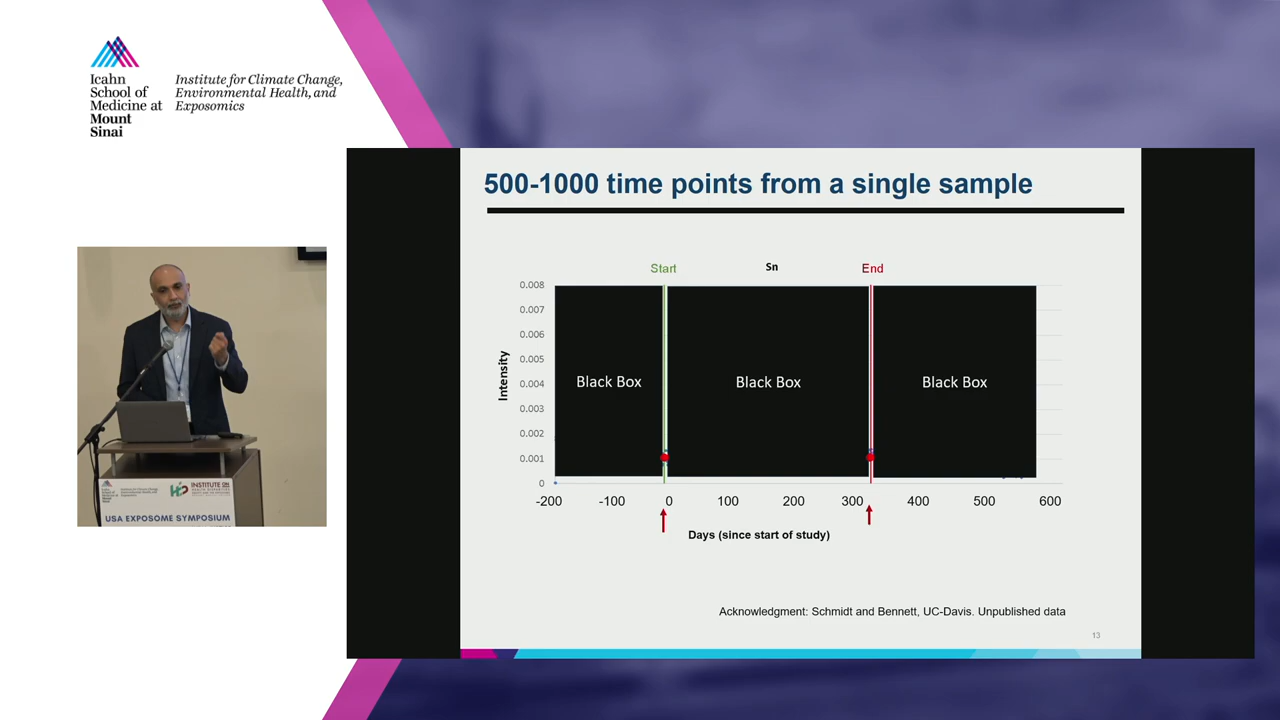 Icahn
School of
Medicine at
Mount
Sinai
Institute for Climate Change,
Environmental Health, and
Exposomics
500-1000 time points from a single sample
Start
Sn
End
0.008
0.007
0.006
0.005
0.004
0.003
0.002
0.001
0
Intensity
Black Box
Black Box
Black Box
-200
-100
0
100
200
300
400
500
600
Days (since start of study)
Acknowledgment: Schmidt and Bennett, UC-Davis. Unpublished data
13
INSTITUTE ON
USA EXPOSOME SYMPOSIUM